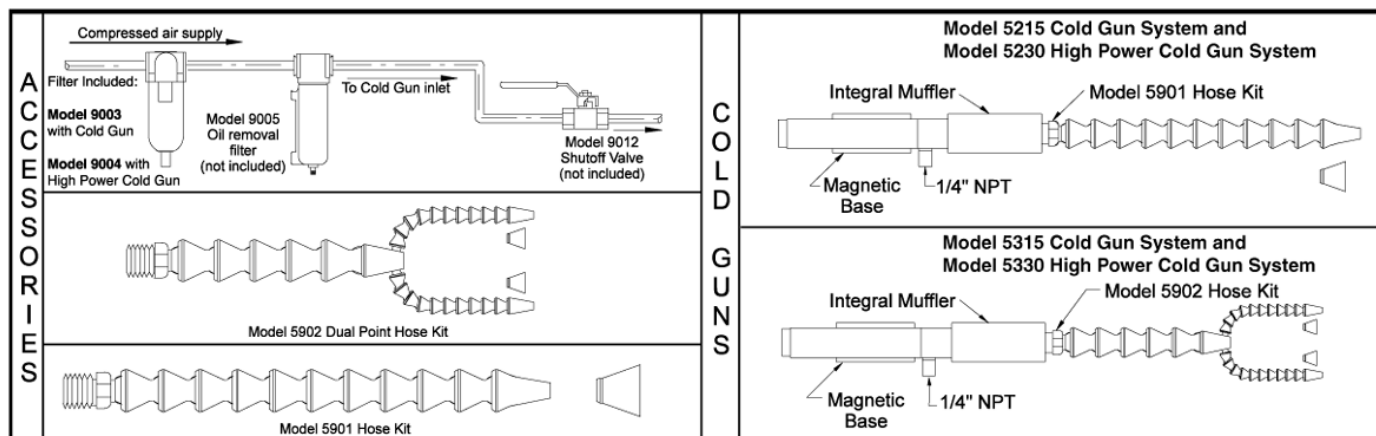 ACCESSORIES
Compressed air supply
Filter Included:
Model 9003
with Cold Gun
Model 9004 with
High Power Cold Gun
Model 9005
Oil removal
filter
(not included)
To Cold Gun inlet
Model 9012
Shutoff Valve
(not included)
Model 5902 Dual Point Hose Kit
Model 5901 Hose Kit
COLD GUNS
Model 5215 Cold Gun System and
Model 5230 High Power Cold Gun System
Integral Muffler
Model 5901 Hose Kit
Magnetic
Base
1/4" NPT
Model 5315 Cold Gun System and
Model 5330 High Power Cold Gun System
Integral Muffler
Model 5902 Hose Kit
Magnetic
Base
1/4" NPT